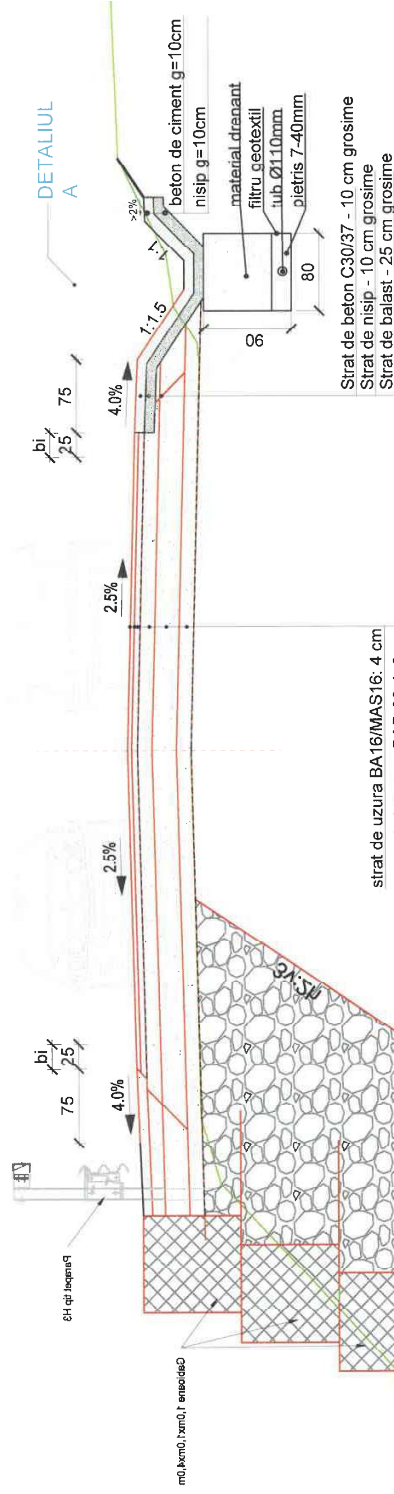 DETALIUL
A
beton de ciment g=10cm
nisip g=10cm
>2%
1:1
1:1.5
material drenant
filtru geotextil
tub Ø110mm
pietris 7-40mm
90
80
Strat de beton C30/37 - 10 cm grosime
Strat de nisip - 10 cm grosime
Strat de balast - 25 cm grosime
75
bi
25
4.0%
2.5%
2.5%
bi
25
75
4.0%
strat de uzura BA16/MAS16: 4 cm
3v:2h
Parapet tip H3
Gabioane 1,0mx1,0mx4,0m